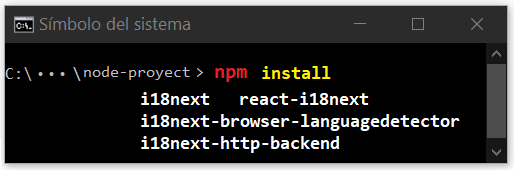 Símbolo del sistema
C:\ ••• \node-proyect > npm install
i18next react-i18next
i18next-browser-languagedetector
i18next-http-backend